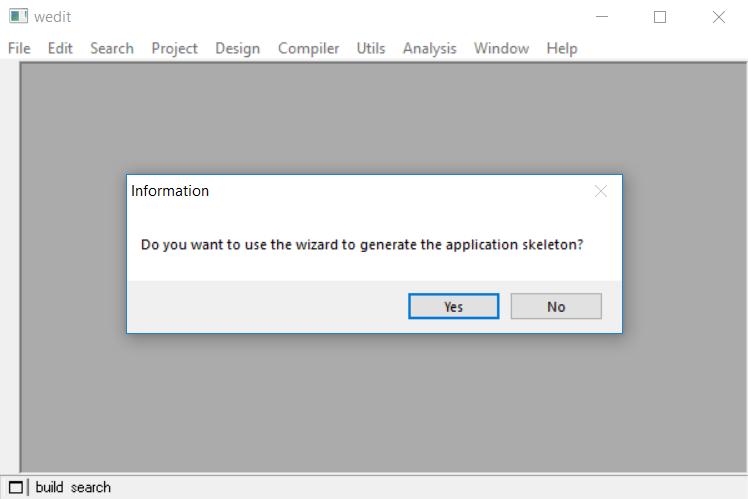 wedit
File Edit Search Project Design Compiler Utils Analysis Window Help
Information
Do you want to use the wizard to generate the application skeleton?
Yes No
build search